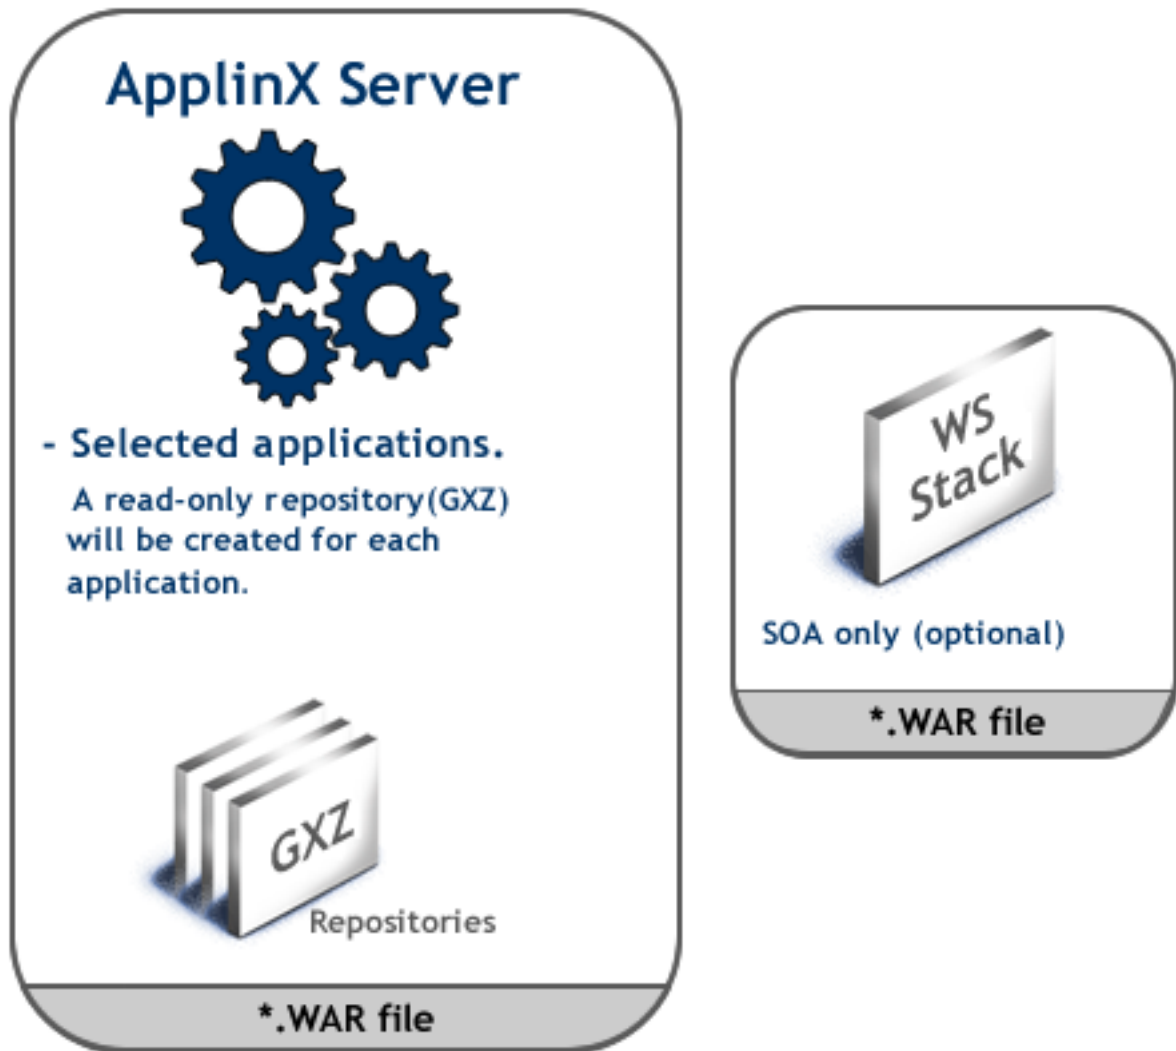 ApplinX Server
- Selected applications.
A read-only repository(GXZ)
will be created for each
application.
GXZ
Repositories
*.WAR file
WS
Stack
SOA only (optional)
*.WAR file